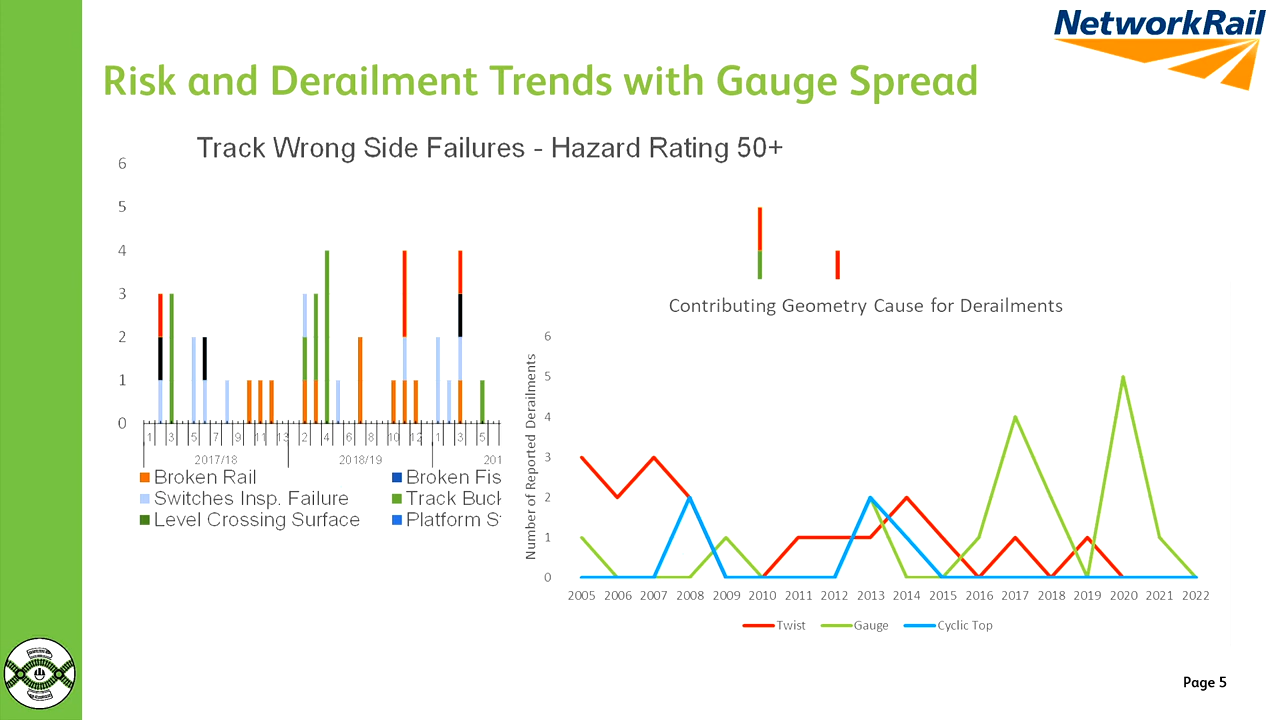 NetworkRail
Risk and Derailment Trends with Gauge Spread
Track Wrong Side Failures - Hazard Rating 50+
6
5
4
3
2
1
0
1 3 5 7 9 11 13 2 4 6 8 10 12 1 3 5
2017/18 2018/19 201
Broken Rail Broken Fis
Switches Insp. Failure Track Buck
Level Crossing Surface Platform S
Contributing Geometry Cause for Derailments
Number of Reported Derailments
6
5
4
3
2
1
0
2005 2006 2007 2008 2009 2010 2011 2012 2013 2014 2015 2016 2017 2018 2019 2020 2021 2022
Twist Gauge Cyclic Top
Page 5